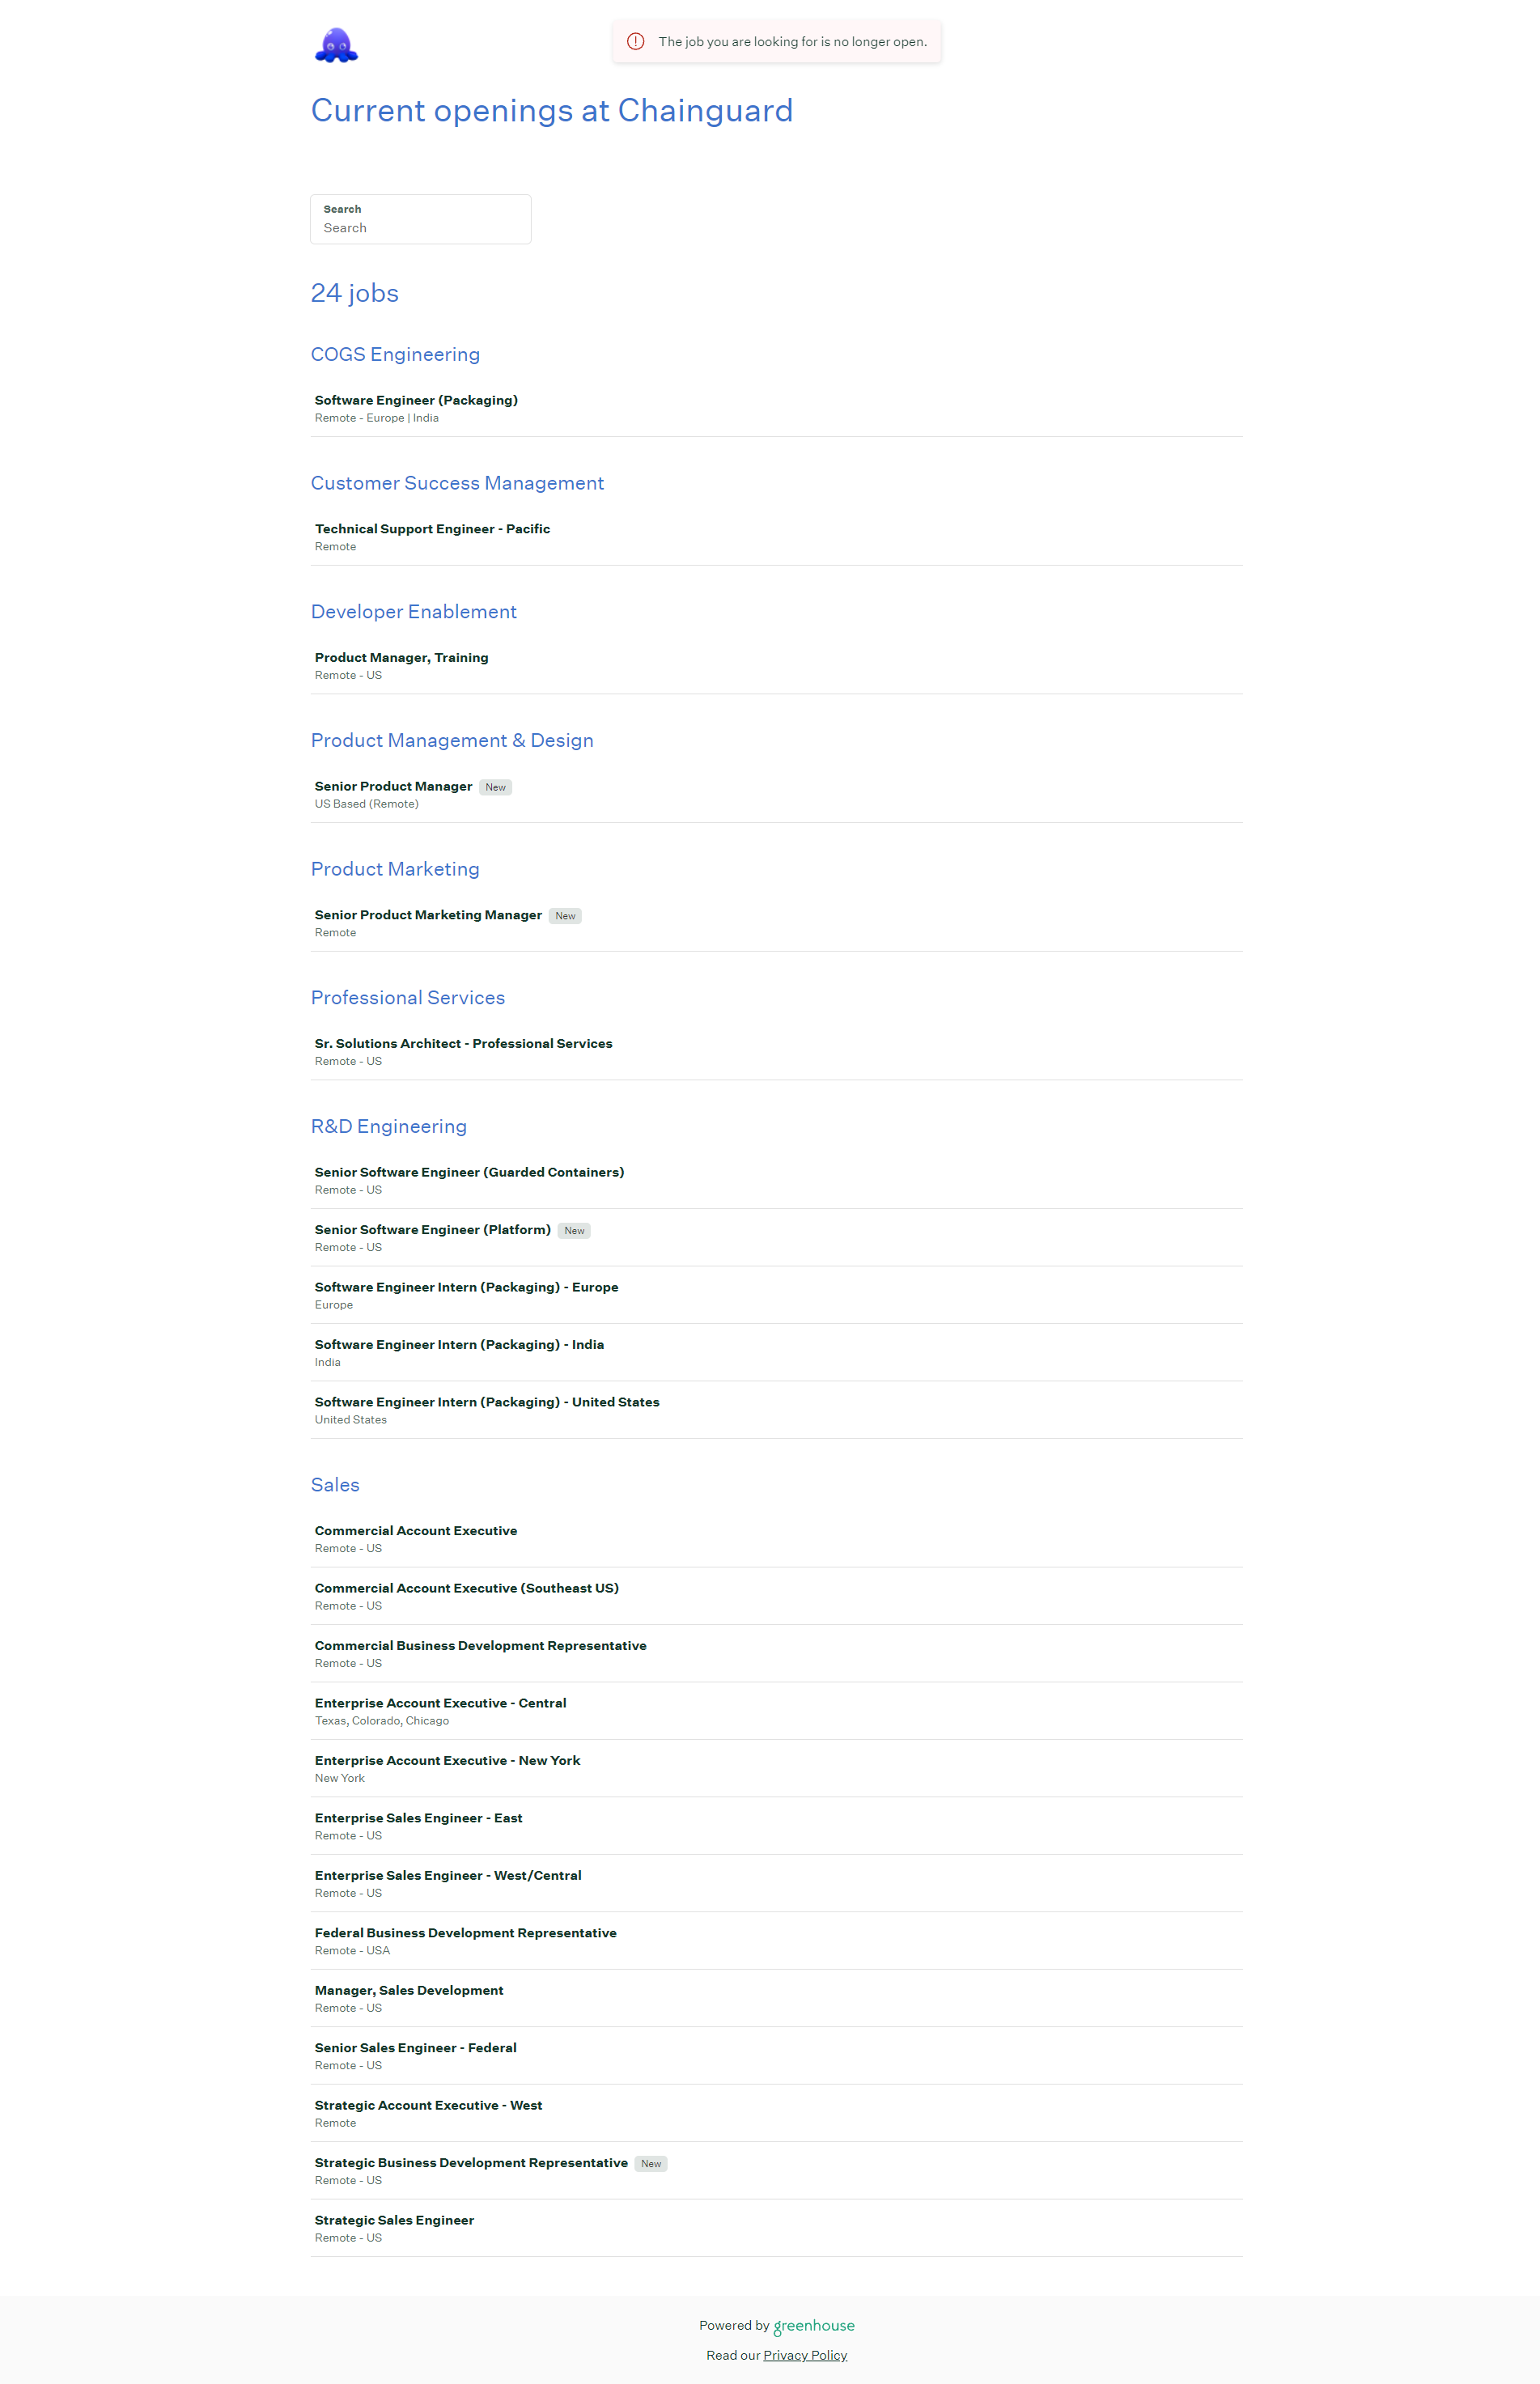 The job you are looking for is no longer open.
Current openings at Chainguard
Search
Search
24 jobs
COGS Engineering
Software Engineer (Packaging)
Remote - Europe | India
Customer Success Management
Technical Support Engineer - Pacific
Remote
Developer Enablement
Product Manager, Training
Remote - US
Product Management & Design
Senior Product Manager New
US Based (Remote)
Product Marketing
Senior Product Marketing Manager New
Remote
Professional Services
Sr. Solutions Architect - Professional Services
Remote - US
R&D Engineering
Senior Software Engineer (Guarded Containers)
Remote - US
Senior Software Engineer (Platform) New
Remote - US
Software Engineer Intern (Packaging) - Europe
Europe
Software Engineer Intern (Packaging) - India
India
Software Engineer Intern (Packaging) - United States
United States
Sales
Commercial Account Executive
Remote - US
Commercial Account Executive (Southeast US)
Remote - US
Commercial Business Development Representative
Remote - US
Enterprise Account Executive - Central
Texas, Colorado, Chicago
Enterprise Account Executive - New York
New York
Enterprise Sales Engineer - East
Remote - US
Enterprise Sales Engineer - West/Central
Remote - US
Federal Business Development Representative
Remote - USA
Manager, Sales Development
Remote - US
Senior Sales Engineer - Federal
Remote - US
Strategic Account Executive - West
Remote
Strategic Business Development Representative New
Remote - US
Strategic Sales Engineer
Remote - US
Powered by greenhouse
Read our Privacy Policy